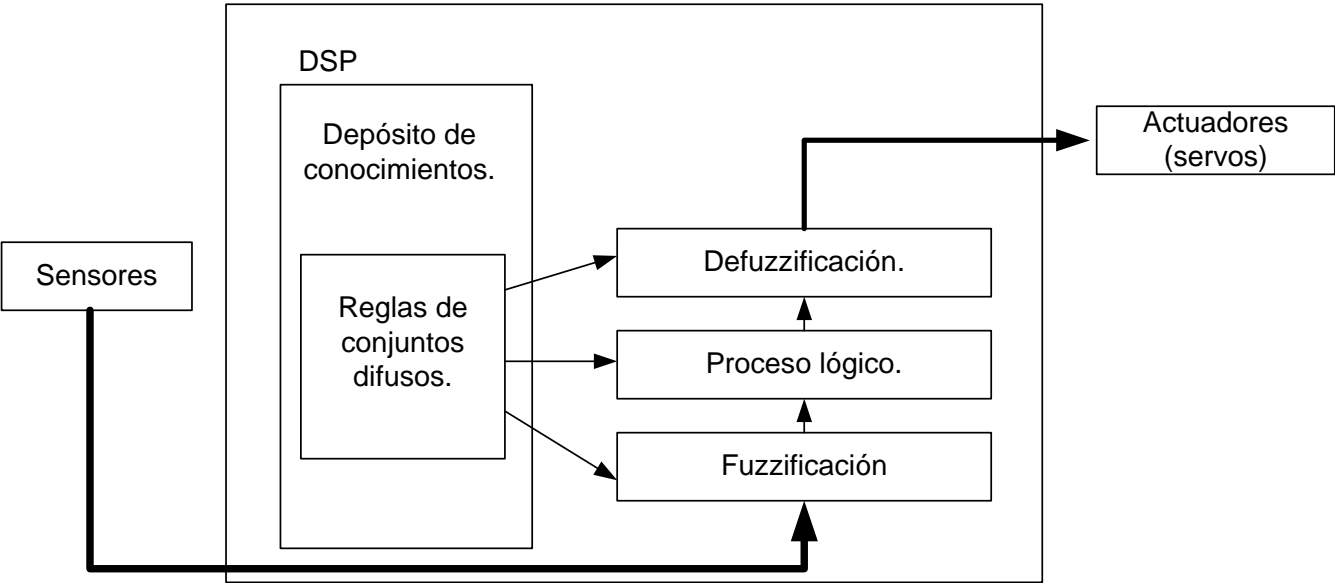 DSP
Depósito de
conocimientos.
Reglas de
conjuntos
difusos.
Sensores
Defuzzificación.
Proceso lógico.
Fuzzificación
Actuadores
(servos)